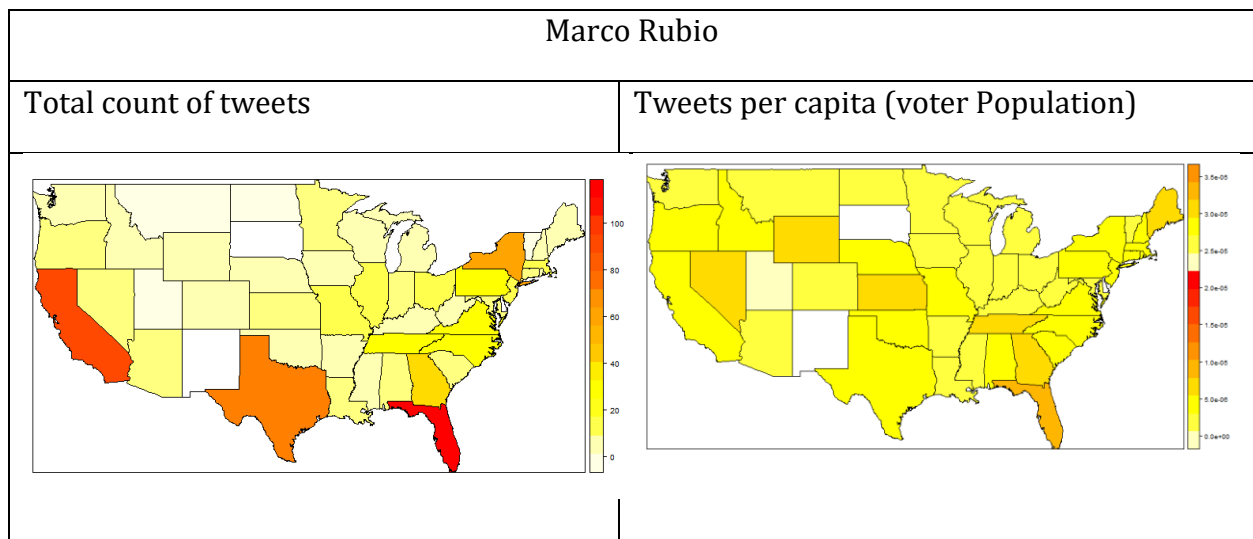 Marco Rubio
Total count of tweets
Tweets per capita (voter Population)
100
80
60
40
20
0
3.5e-05
3.0e-05
2.5e-05
2.0e-05
1.5e-05
1.0e-05
5.0e-06
0.0e+00